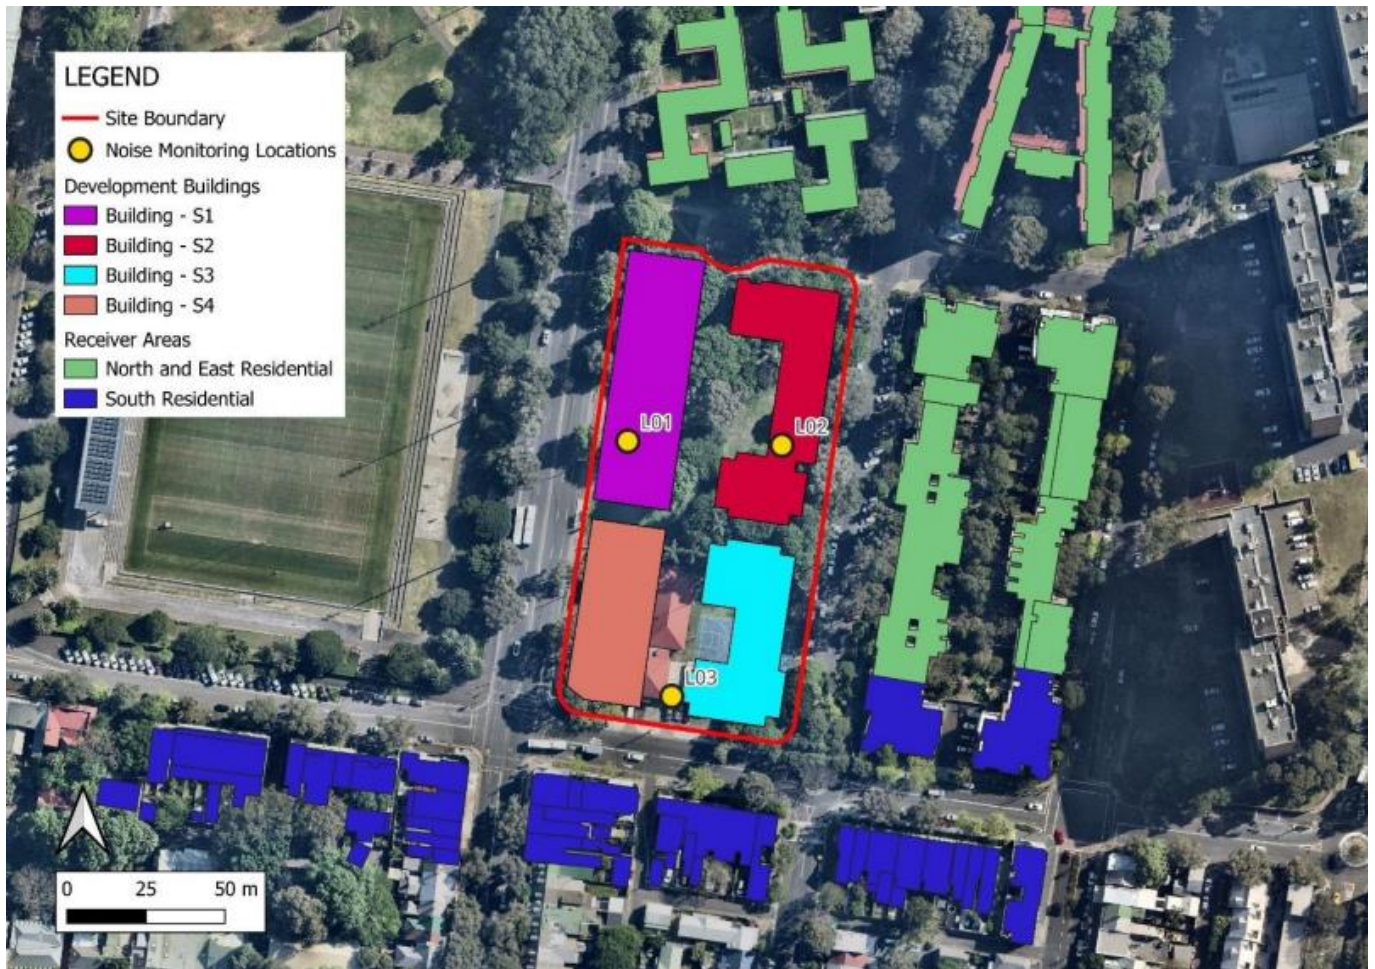 LEGEND
Site Boundary
Noise Monitoring Locations
Development Buildings
Building - S1
Building - S2
Building - S3
Building - S4
Receiver Areas
North and East Residential
South Residential
L01
L02
L03
0 25 50 m